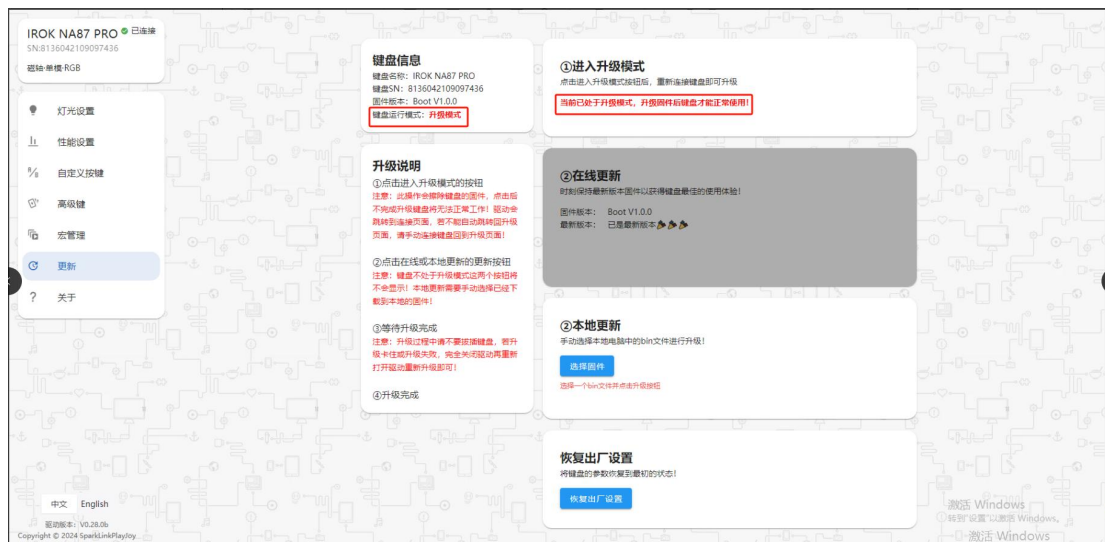 IROK NA87 PRO 已连接
SN:8136042109097436
磁轴·单模·RGB
灯光设置
性能设置
自定义按键
高级键
宏管理
更新
关于
中文 English
驱动版本: V0.28.0b
Copyright © 2024 SparkLinkPlayJoy
键盘信息
键盘名称: IROK NA87 PRO
键盘SN: 8136042109097436
固件版本: Boot V1.0.0
键盘运行模式: 升级模式
升级说明
①点击进入升级模式的按钮
注意: 此操作会擦除键盘的固件, 点击后
不完成升级键盘将无法正常工作! 驱动会
跳转到连接页面, 若不能自动跳转回升级
页面, 请手动连接键盘回到升级页面!
②点击在线或本地更新的更新按钮
注意: 键盘不处于升级模式这两个按钮将
不会显示! 本地更新需要手动选择已经下
载到本地的固件!
③等待升级完成
注意: 升级过程中请不要拔插键盘, 若升
级卡住或升级失败, 完全关闭驱动再重新
打开驱动重新升级即可!
④升级完成
①进入升级模式
点击进入升级模式按钮后, 重新连接键盘即可升级
当前已处于升级模式, 升级固件后键盘才能正常使用!
②在线更新
时刻保持最新版本固件以获得键盘最佳的使用体验!
固件版本: Boot V1.0.0
最新版本: 已是最新版本🎉🎉🎉
②本地更新
手动选择本地电脑中的bin文件进行升级!
选择固件
选择一个bin文件并点击升级按钮
恢复出厂设置
将键盘的参数恢复到最初的状态!
恢复出厂设置
激活 Windows
转到"设置"以激活 Windows。
激活 Windows